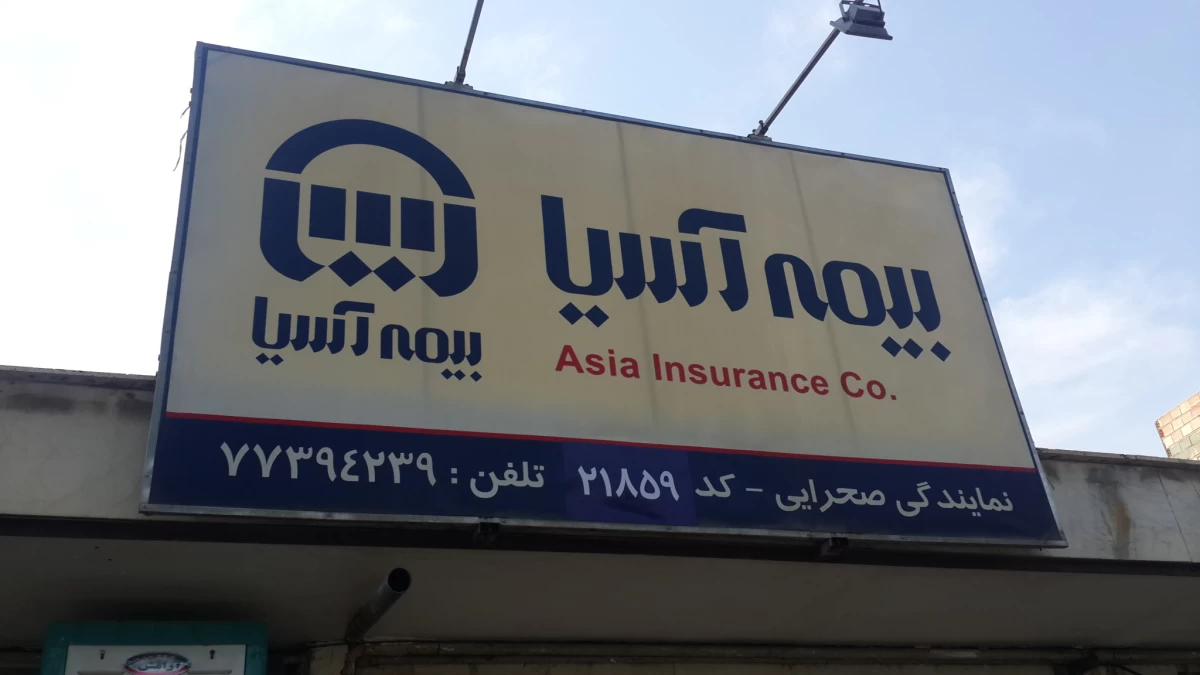 بیمه آسیا
بیمه آسیا
Asia Insurance Co.
نمایندگی صحرایی - کد ۲۱۸۵۹ تلفن : ۷۷۳۹۴۲۳۹